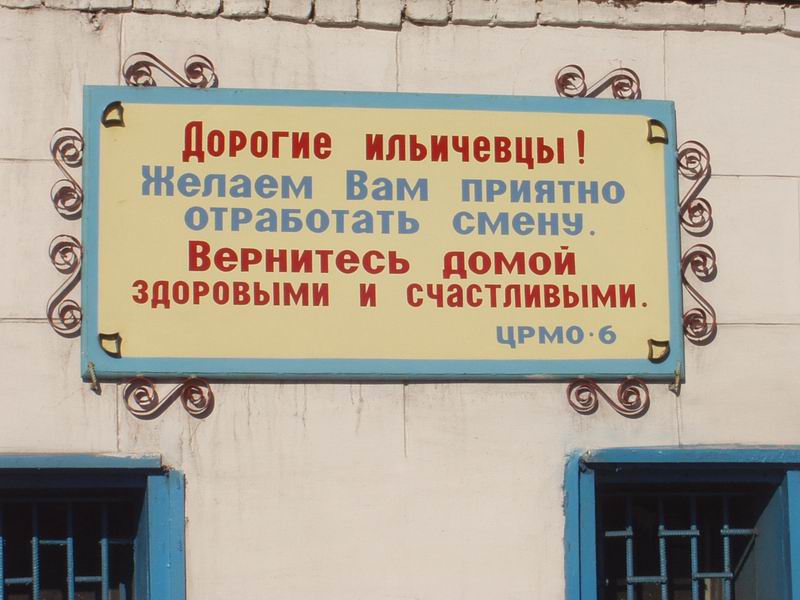 Дорогие ильичевцы!
Желаем Вам приятно
отработать смену.
Вернитесь домой
здоровыми и счастливыми.
ЦРМО-6